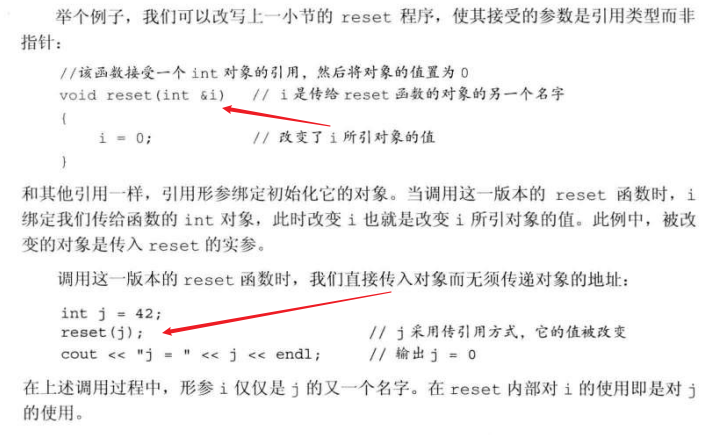 举个例子，我们可以改写上一小节的 reset 程序，使其接受的参数是引用类型而非
指针：
//该函数接受一个 int 对象的引用，然后将对象的值置为 0
void reset(int &i)   // i 是传给 reset 函数的对象的另一个名字
{
    i = 0;           // 改变了 i 所引对象的值
}
和其他引用一样，引用形参绑定初始化它的对象。当调用这一版本的 reset 函数时，i
绑定我们传给函数的 int 对象，此时改变 i 也就是改变 i 所引对象的值。此例中，被改
变的对象是传入 reset 的实参。
调用这一版本的 reset 函数时，我们直接传入对象而无须传递对象的地址：
int j = 42;
reset(j);                        // j 采用传引用方式，它的值被改变
cout << "j = " << j << endl;     // 输出 j = 0
在上述调用过程中，形参 i 仅仅是 j 的又一个名字。在 reset 内部对 i 的使用即是对 j
的使用。